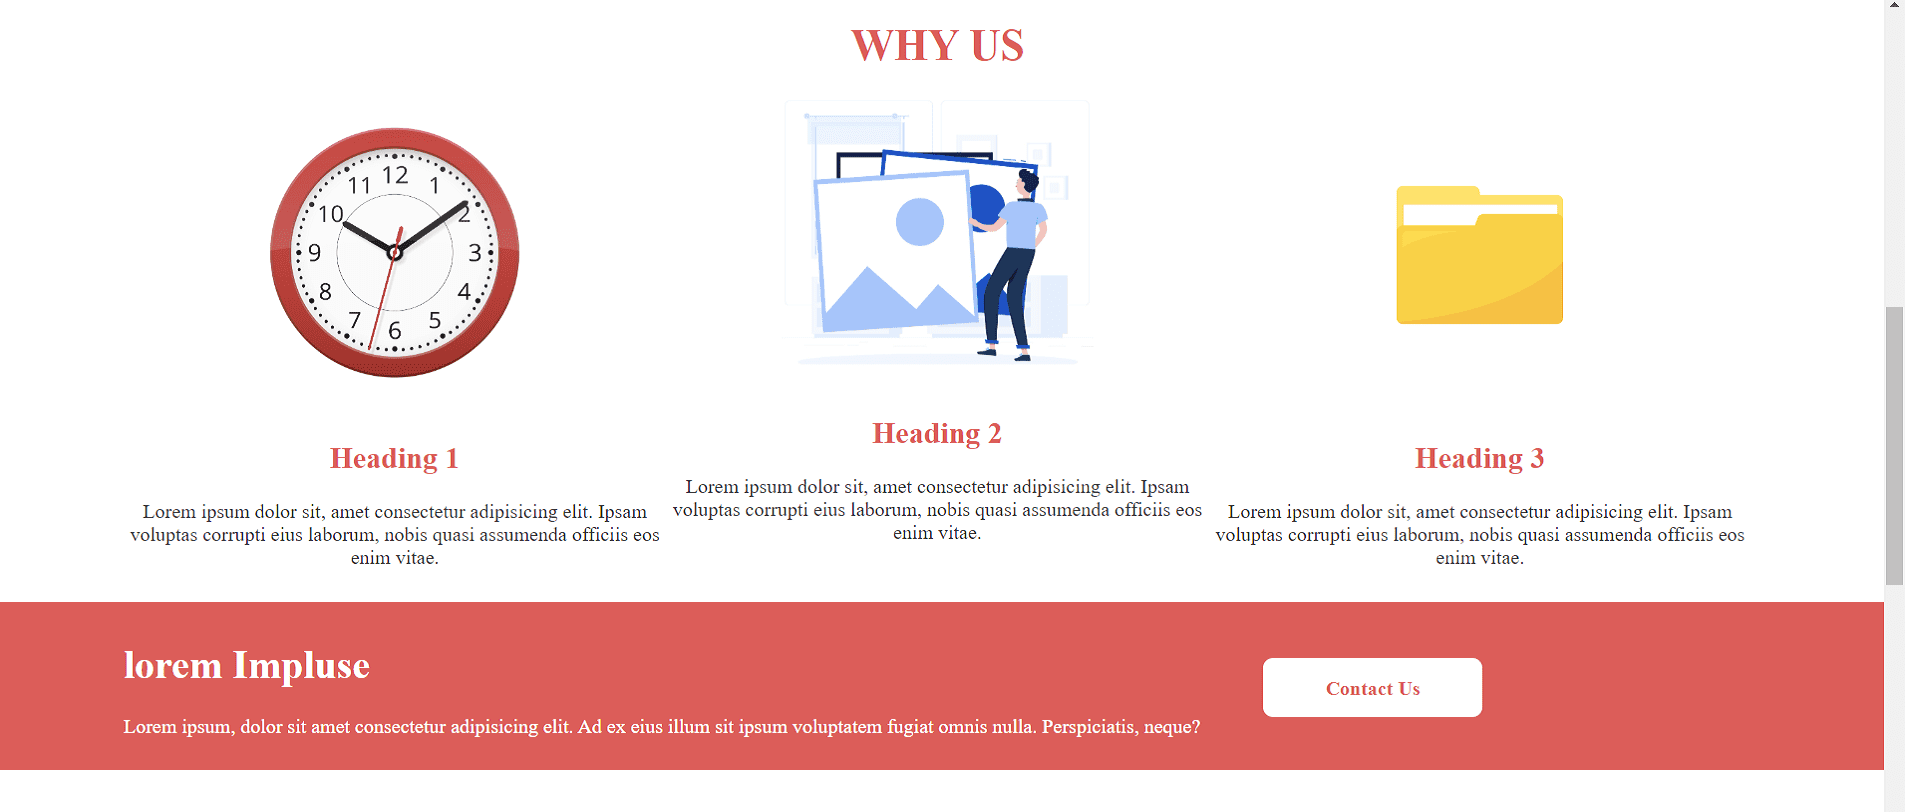 WHY US
12
11
1
10
2
9
3
8
4
7
5
6
Heading 1
Lorem ipsum dolor sit, amet consectetur adipisicing elit. Ipsam
voluptas corrupti eius laborum, nobis quasi assumenda officiis eos
enim vitae.
Heading 2
Lorem ipsum dolor sit, amet consectetur adipisicing elit. Ipsam
voluptas corrupti eius laborum, nobis quasi assumenda officiis eos
enim vitae.
Heading 3
Lorem ipsum dolor sit, amet consectetur adipisicing elit. Ipsam
voluptas corrupti eius laborum, nobis quasi assumenda officiis eos
enim vitae.
lorem Impluse
Lorem ipsum, dolor sit amet consectetur adipisicing elit. Ad ex eius illum sit ipsum voluptatem fugiat omnis nulla. Perspiciatis, neque?
Contact Us